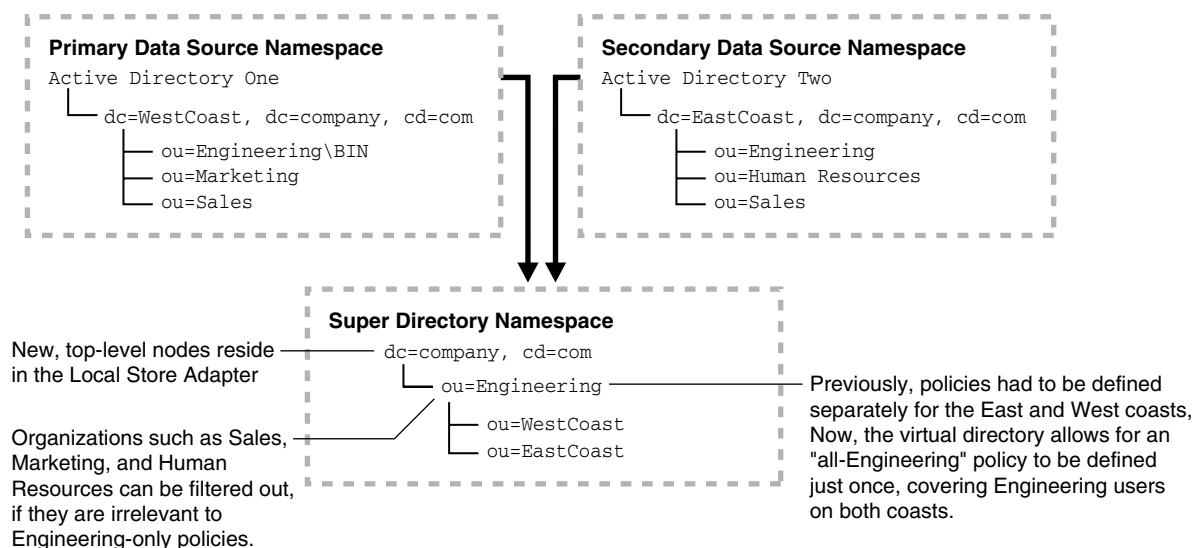 Primary Data Source Namespace
Active Directory One
dc=WestCoast, dc=company, cd=com
ou=Engineering\BIN
ou=Marketing
ou=Sales
Secondary Data Source Namespace
Active Directory Two
dc=EastCoast, dc=company, cd=com
ou=Engineering
ou=Human Resources
ou=Sales
Super Directory Namespace
dc=company, cd=com
ou=Engineering
ou=WestCoast
ou=EastCoast
New, top-level nodes reside
in the Local Store Adapter
Organizations such as Sales,
Marketing, and Human
Resources can be filtered out,
if they are irrelevant to
Engineering-only policies.
Previously, policies had to be defined
separately for the East and West coasts,
Now, the virtual directory allows for an
"all-Engineering" policy to be defined
just once, covering Engineering users
on both coasts.